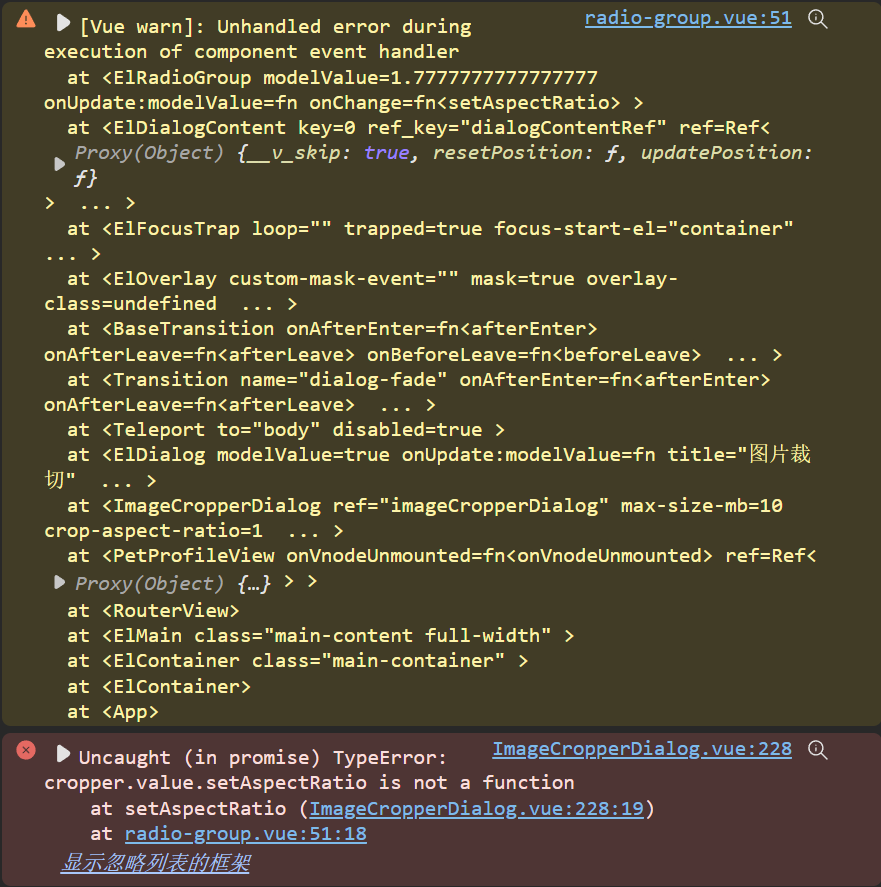 [Vue warn]: Unhandled error during radio-group.vue:51
execution of component event handler
at <ElRadioGroup modelValue=1.7777777777777777
onUpdate:modelValue=fn onChange=fn<setAspectRatio> >
at <ElDialogContent key=0 ref_key="dialogContentRef" ref=Ref<
Proxy(Object) {__v_skip: true, resetPosition: ƒ, updatePosition:
ƒ}
> ... >
at <ElFocusTrap loop="" trapped=true focus-start-el="container"
... >
at <ElOverlay custom-mask-event="" mask=true overlay-
class=undefined ... >
at <BaseTransition onAfterEnter=fn<afterEnter>
onAfterLeave=fn<afterLeave> onBeforeLeave=fn<beforeLeave> ... >
at <Transition name="dialog-fade" onAfterEnter=fn<afterEnter>
onAfterLeave=fn<afterLeave> ... >
at <Teleport to="body" disabled=true >
at <ElDialog modelValue=true onUpdate:modelValue=fn title="图片裁
切" ... >
at <ImageCropperDialog ref="imageCropperDialog" max-size-mb=10
crop-aspect-ratio=1 ... >
at <PetProfileView onVnodeUnmounted=fn<onVnodeUnmounted> ref=Ref<
Proxy(Object) {…} > >
at <RouterView>
at <ElMain class="main-content full-width" >
at <ElContainer class="main-container" >
at <ElContainer>
at <App>
Uncaught (in promise) TypeError: ImageCropperDialog.vue:228
cropper.value.setAspectRatio is not a function
at setAspectRatio (ImageCropperDialog.vue:228:19)
at radio-group.vue:51:18
显示忽略列表的框架